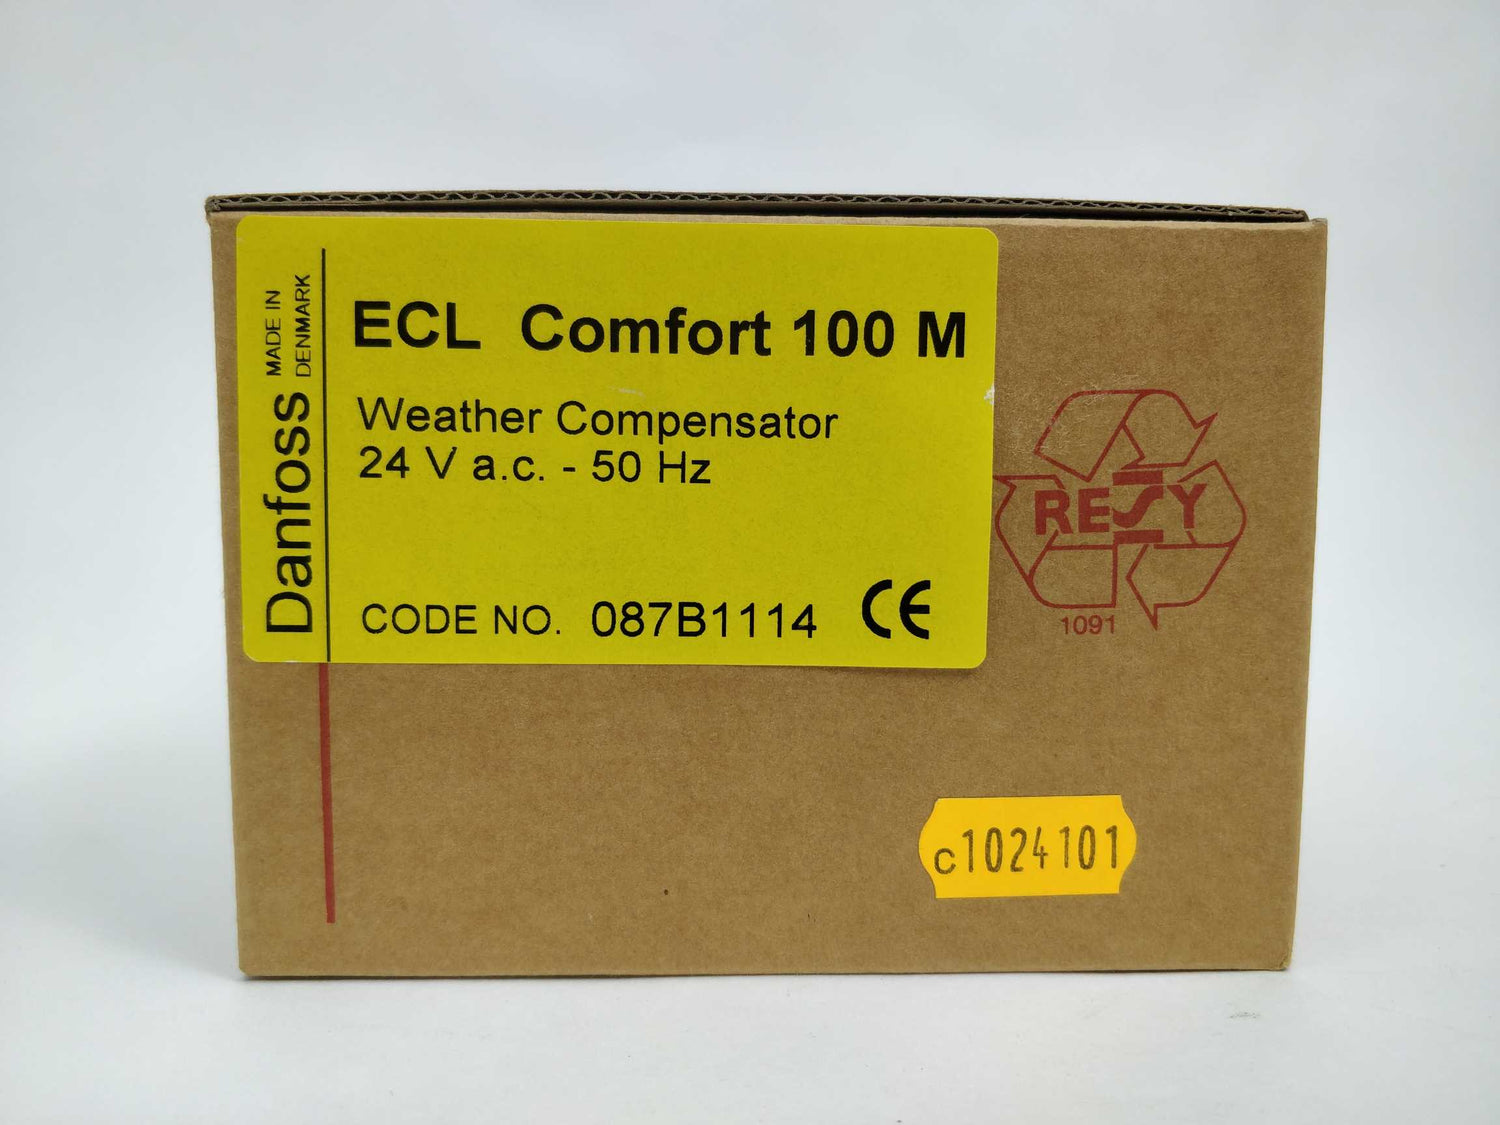 Danfoss
MADE IN
DENMARK
ECL Comfort 100 M
Weather Compensator
24 V a.c. - 50 Hz
CODE NO. 087B1114 CE
RESY
1091
c1024101